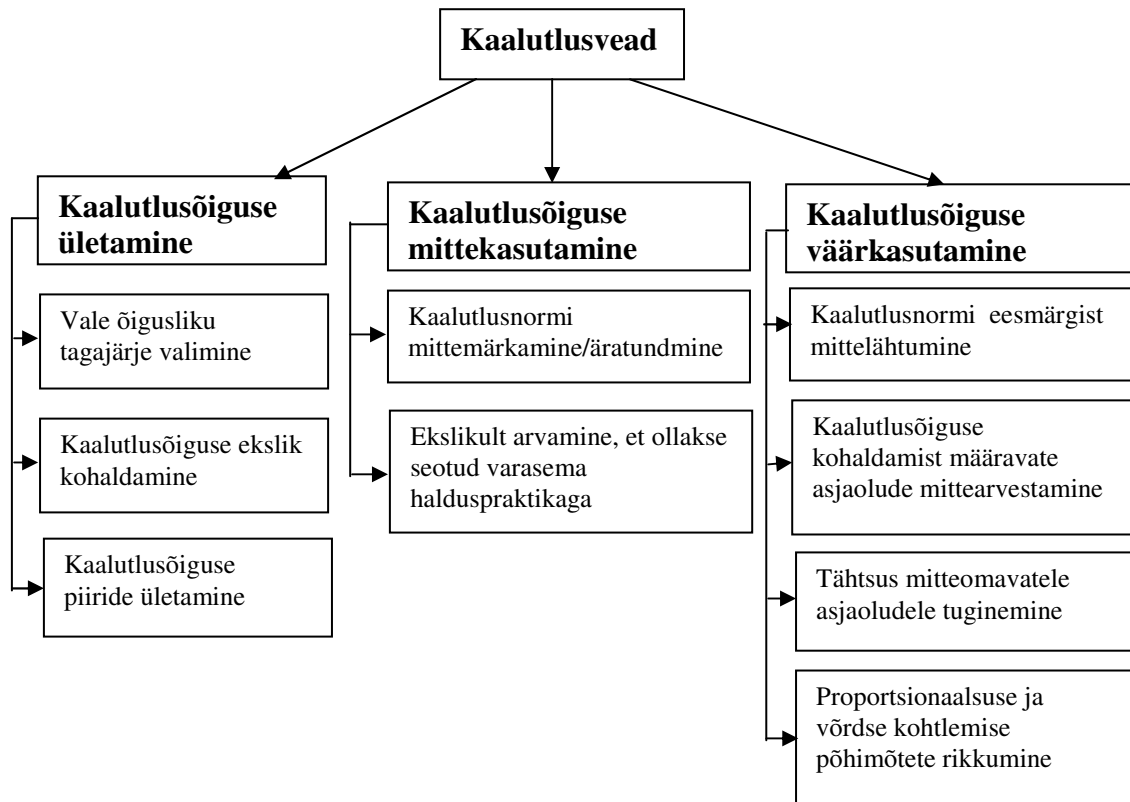 Kaalutlusvead
Kaalutlusõiguse
ületamine
Vale õigusliku
tagajärje valimine
Kaalutlusõiguse ekslik
kohaldamine
Kaalutlusõiguse
piiride ületamine
Kaalutlusõiguse
mittekasutamine
Kaalutlusnormi
mittemärkamine/äratundmine
Ekslikult arvamine, et ollakse
seotud varasema
halduspraktikaga
Kaalutlusõiguse
väärkasutamine
Kaalutlusnormi eesmärgist
mittelähtumine
Kaalutlusõiguse
kohaldamist määravate
asjaolude mittearvestamine
Tähtsus mitteomavatele
asjaoludele tuginemine
Proportsionaalsuse ja
võrdse kohtlemise
põhimõtete rikkumine